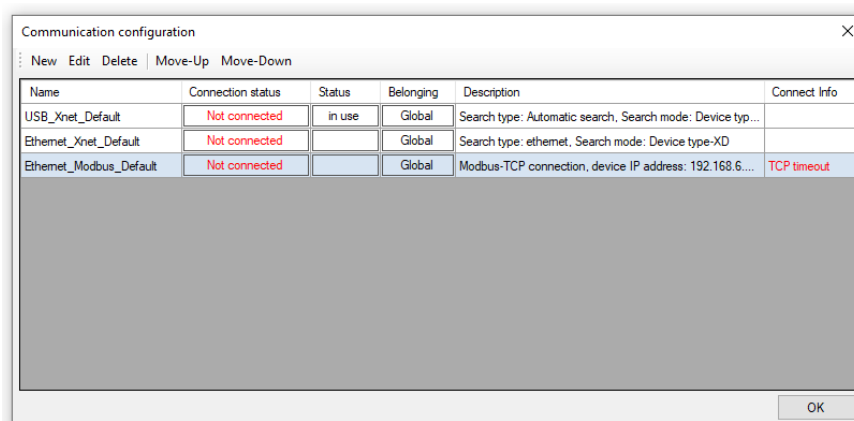 Communication configuration
New Edit Delete Move-Up Move-Down
Name Connection status Status Belonging Description Connect Info
USB_Xnet_Default Not connected in use Global Search type: Automatic search, Search mode: Device typ...
Ethernet_Xnet_Default Not connected Global Search type: ethernet, Search mode: Device type-XD
Ethernet_Modbus_Default Not connected Global Modbus-TCP connection, device IP address: 192.168.6.... TCP timeout
OK